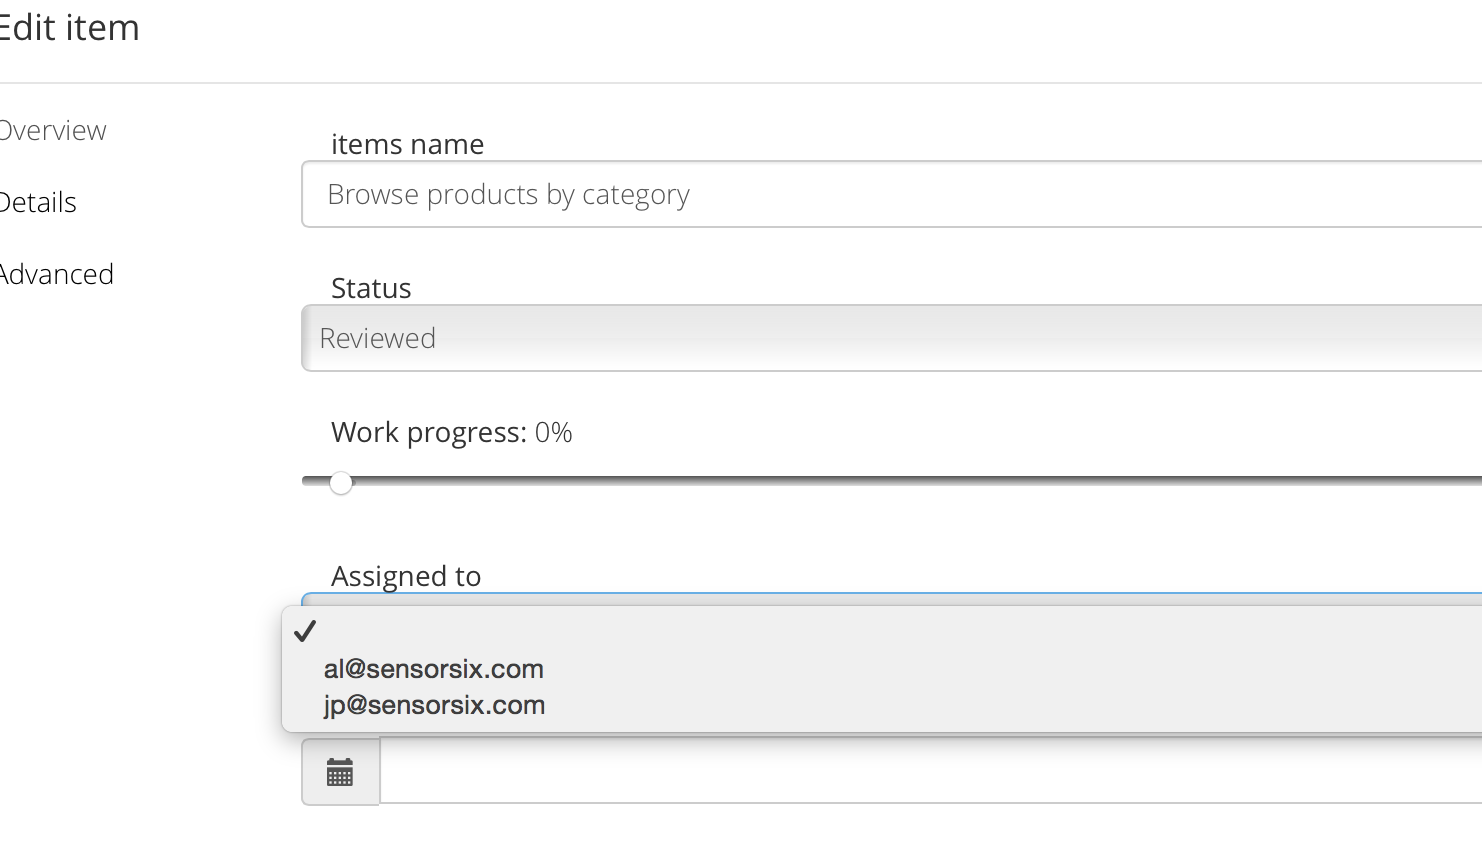 Edit item
Overview
Details
Advanced
items name
Browse products by category
Status
Reviewed
Work progress: 0%
Assigned to
al@sensorsix.com
jp@sensorsix.com